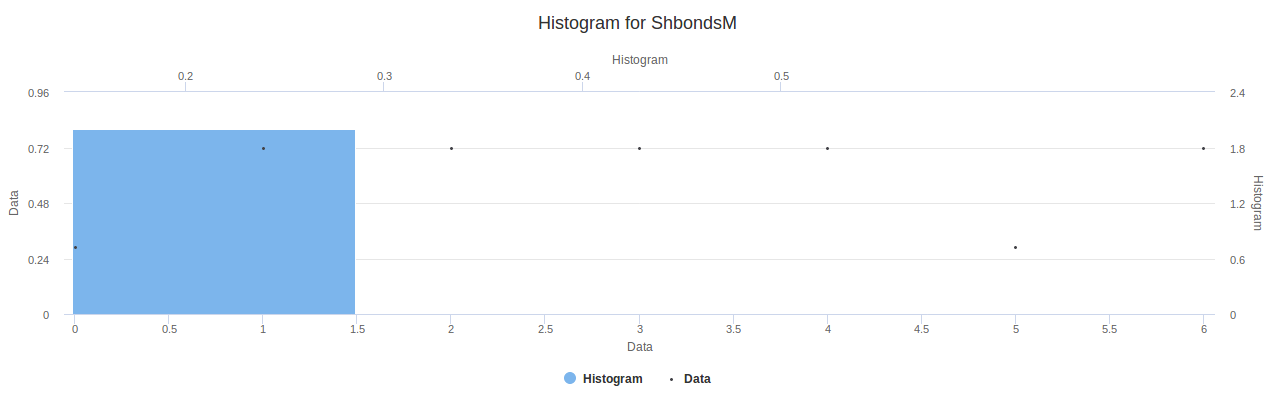 Histogram for ShbondsM
Histogram
0.2 0.3 0.4 0.5
0.96 2.4
0.72 1.8
0.48 1.2
0.24 0.6
0 0
Data
Histogram
0 0.5 1 1.5 2 2.5 3 3.5 4 4.5 5 5.5 6
Data
Histogram Data